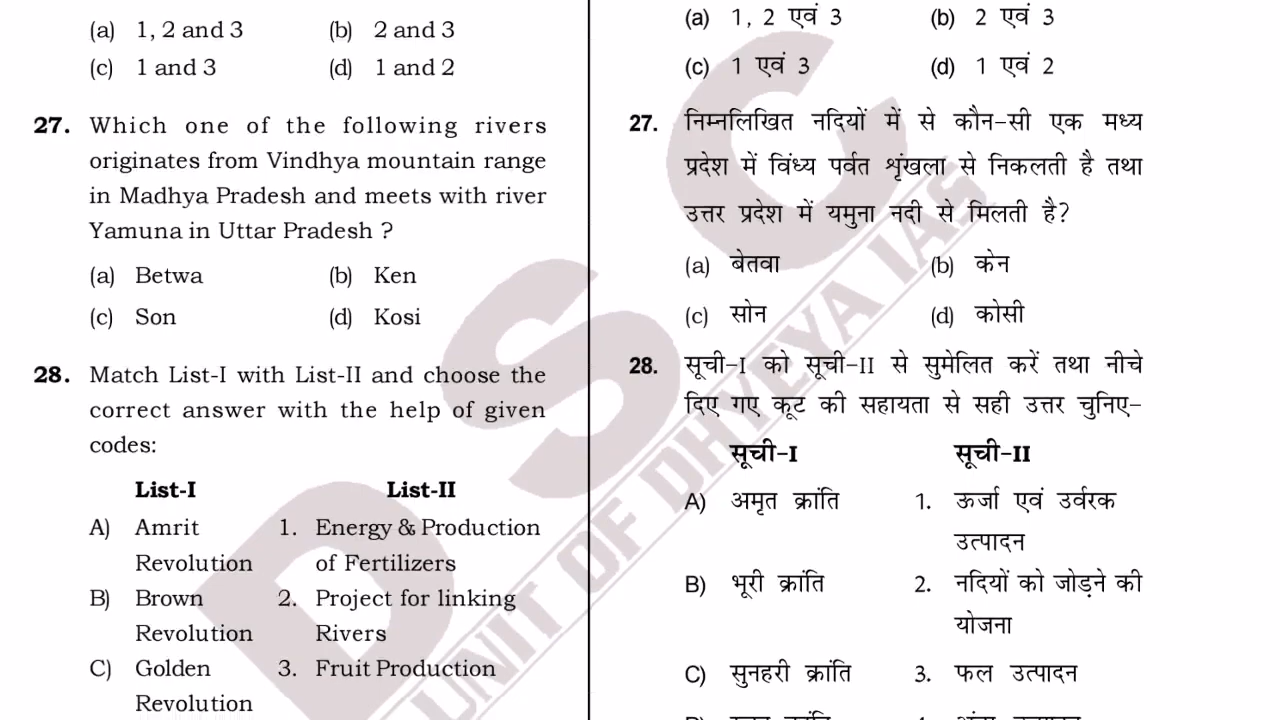 (a) 1, 2 and 3 (b) 2 and 3
(c) 1 and 3 (d) 1 and 2
27. Which one of the following rivers
originates from Vindhya mountain range
in Madhya Pradesh and meets with river
Yamuna in Uttar Pradesh ?
(a) Betwa (b) Ken
(c) Son (d) Kosi
28. Match List-I with List-II and choose the
correct answer with the help of given
codes:
List-I List-II
A) Amrit 1. Energy & Production
Revolution of Fertilizers
B) Brown 2. Project for linking
Revolution Rivers
C) Golden 3. Fruit Production
Revolution
(a) 1, 2 एवं 3 (b) 2 एवं 3
(c) 1 एवं 3 (d) 1 एवं 2
27. निम्नलिखित नदियों में से कौन-सी एक मध्य
प्रदेश में विंध्य पर्वत शृंखला से निकलती है तथा
उत्तर प्रदेश में यमुना नदी से मिलती है?
(a) बेतवा (b) केन
(c) सोन (d) कोसी
28. सूची-I को सूची-II से सुमेलित करें तथा नीचे
दिए गए कूट की सहायता से सही उत्तर चुनिए-
सूची-I सूची-II
A) अमृत क्रांति 1. ऊर्जा एवं उर्वरक
उत्पादन
B) भूरी क्रांति 2. नदियों को जोड़ने की
योजना
C) सुनहरी क्रांति 3. फल उत्पादन
DSC
UNIT OF DHYEYA IAS